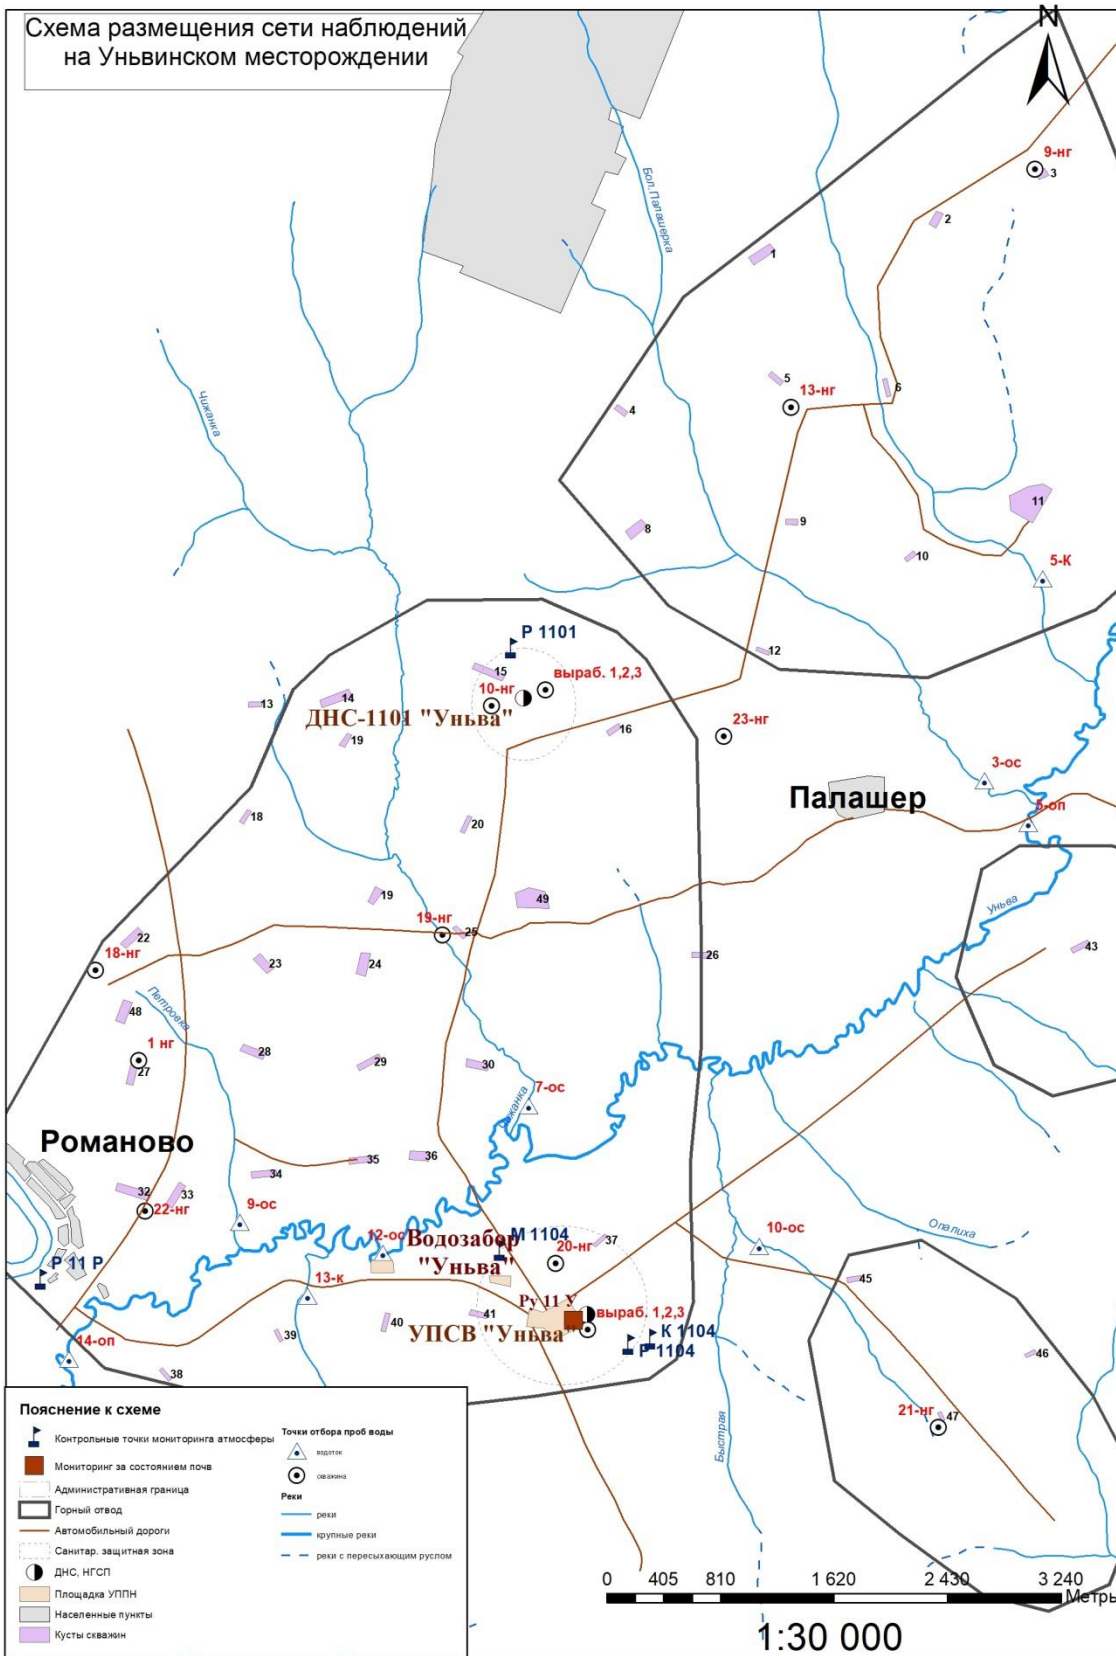 Схема размещения сети наблюдений
на Уньвинском месторождении
N
9-нг
3
2
1
Бол.Палашерка
5
6
13-нг
4
Чижанка
11
8
9
10
5-К
Р 1101
12
15
выраб. 1,2,3
10-нг
14
13
ДНС-1101 "Уньва"
16
23-нг
19
3-ос
Палашер
18
20
5-оп
19
49
Уньва
22
19-нг
25
43
18-нг
23
24
26
Петровка
48
28
1 нг
29
30
27
7-ос
Чижанка
Романово
36
35
34
32
33
22-нг
9-ос
10-ос
Опалиха
12-ос
Водозабор
"Уньва"
М 1104
37
20-нг
Р 11 Р
13-к
45
Ру 11 У
41
выраб. 1,2,3
40
УПСВ "Уньва"
К 1104
Р 1104
39
14-оп
46
38
21-нг
47
Быстрая
Пояснение к схеме
Контрольные точки мониторинга атмосферы
Мониторинг за состоянием почв
Административная граница
Горный отвод
Автомобильный дороги
Санитар. защитная зона
ДНС, НГСП
Площадка УППН
Населенные пункты
Кусты скважин
Точки отбора проб воды
водоток
скважина
Реки
реки
крупные реки
реки с пересыхающим руслом
0 405 810 1 620 2 430 3 240
Метры
1:30 000